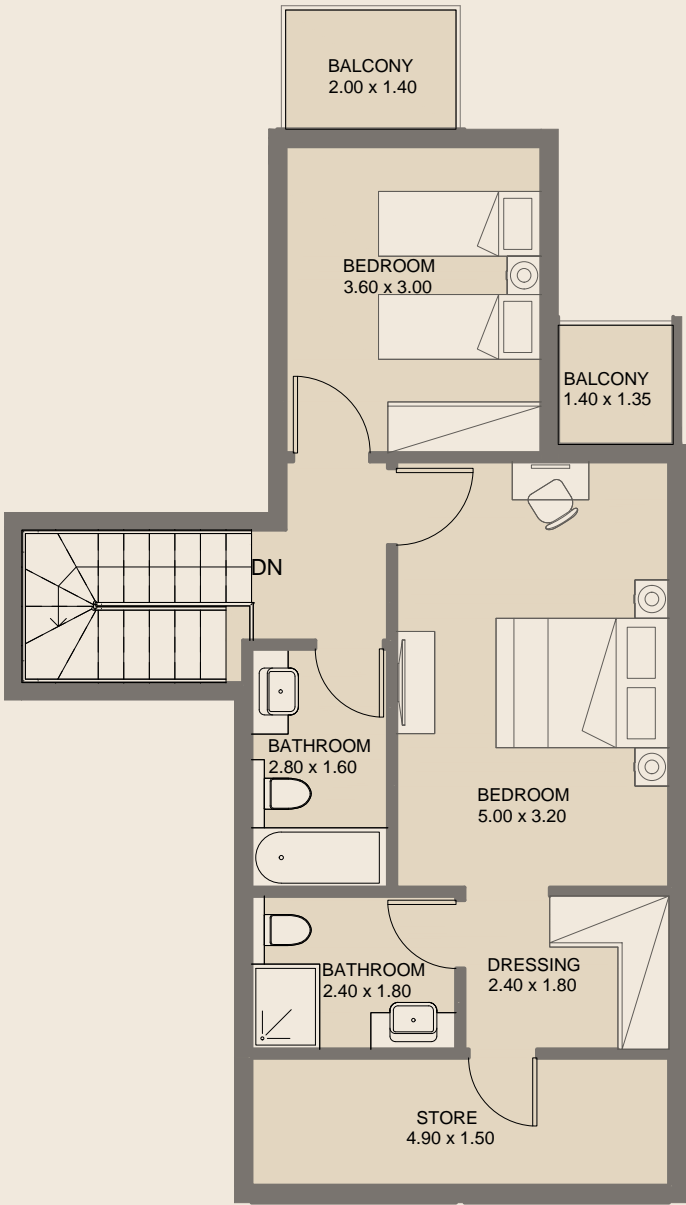 BALCONY
2.00 x 1.40
BEDROOM
3.60 x 3.00
BALCONY
1.40 x 1.35
DN
BATHROOM
2.80 x 1.60
BEDROOM
5.00 x 3.20
BATHROOM
2.40 x 1.80
DRESSING
2.40 x 1.80
STORE
4.90 x 1.50